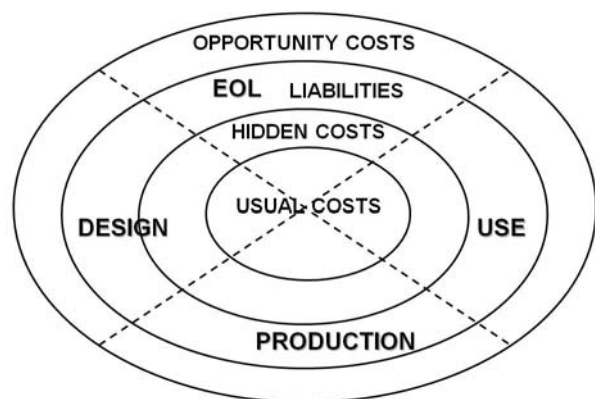 OPPORTUNITY COSTS
EOL LIABILITIES
HIDDEN COSTS
USUAL COSTS
DESIGN
USE
PRODUCTION